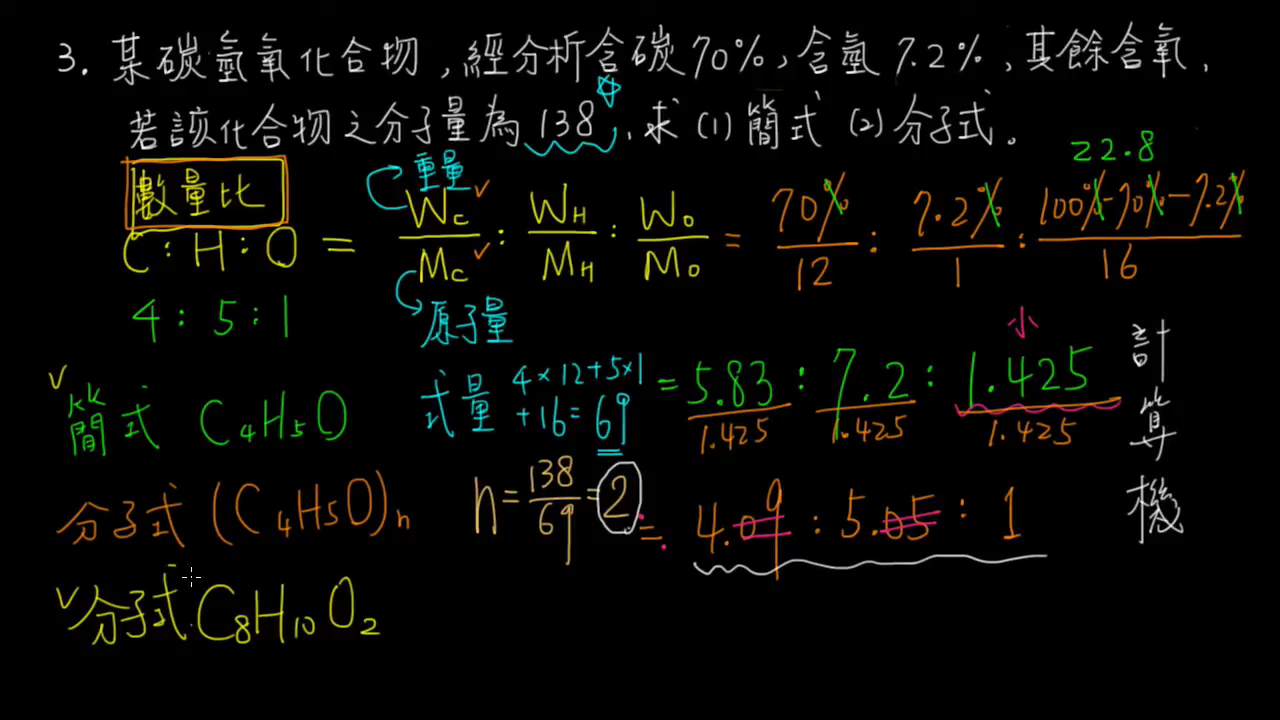 3. 某碳氫氧化合物,經分析含碳70%,含氫7.2%,其餘含氧,
若該化合物之分子量為138,求(1)簡式 (2)分子式。
22.8
數量比 重量
C:H:O = Wc/Mc : WH/MH : Wo/Mo = 70%/12 : 7.2%/1 : 100%-70%-7.2%/16
4:5:1 原子量
小
= 5.83/1.425 : 7.2/1.425 : 1.425/1.425
計算機
簡式 C4H5O 式量 4×12+5×1
+16=69
分子式 (C4H5O)n n=138/69=2 = 4.09 : 5.05 : 1
分子式 C8H10O2